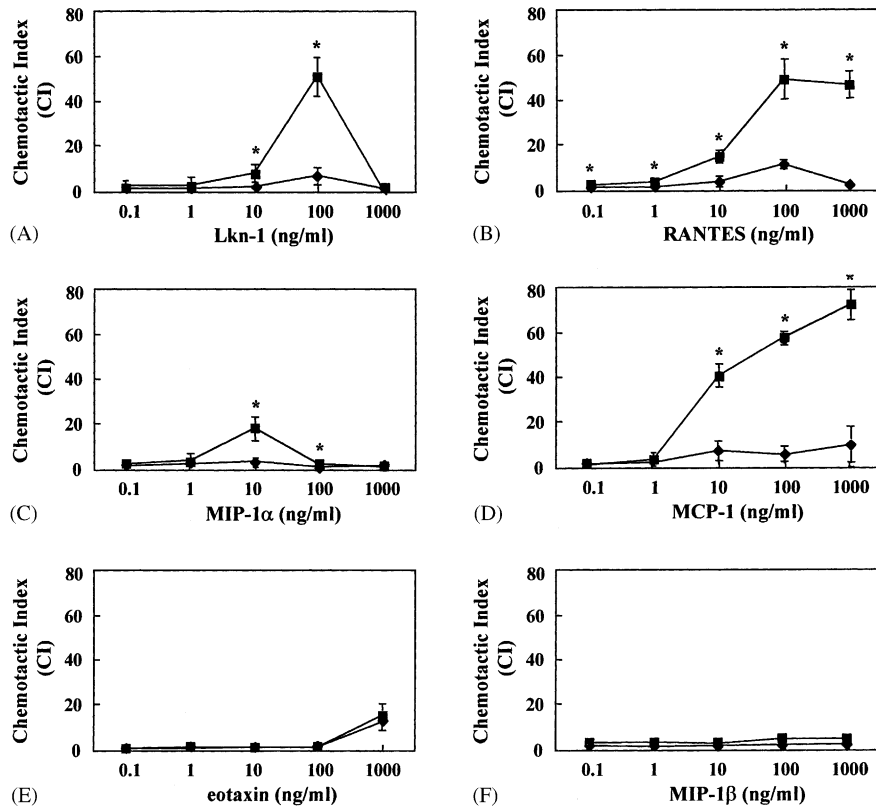 Chemotactic Index
(CI)
80
60
40
20
0
*
*
0.1 1 10 100 1000
(A) Lkn-1 (ng/ml)
Chemotactic Index
(CI)
80
60
40
20
0
*
*
*
*
*
0.1 1 10 100 1000
(B) RANTES (ng/ml)
Chemotactic Index
(CI)
80
60
40
20
0
*
*
0.1 1 10 100 1000
(C) MIP-1α (ng/ml)
Chemotactic Index
(CI)
80
60
40
20
0
*
*
*
0.1 1 10 100 1000
(D) MCP-1 (ng/ml)
Chemotactic Index
(CI)
80
60
40
20
0
0.1 1 10 100 1000
(E) eotaxin (ng/ml)
Chemotactic Index
(CI)
80
60
40
20
0
0.1 1 10 100 1000
(F) MIP-1β (ng/ml)